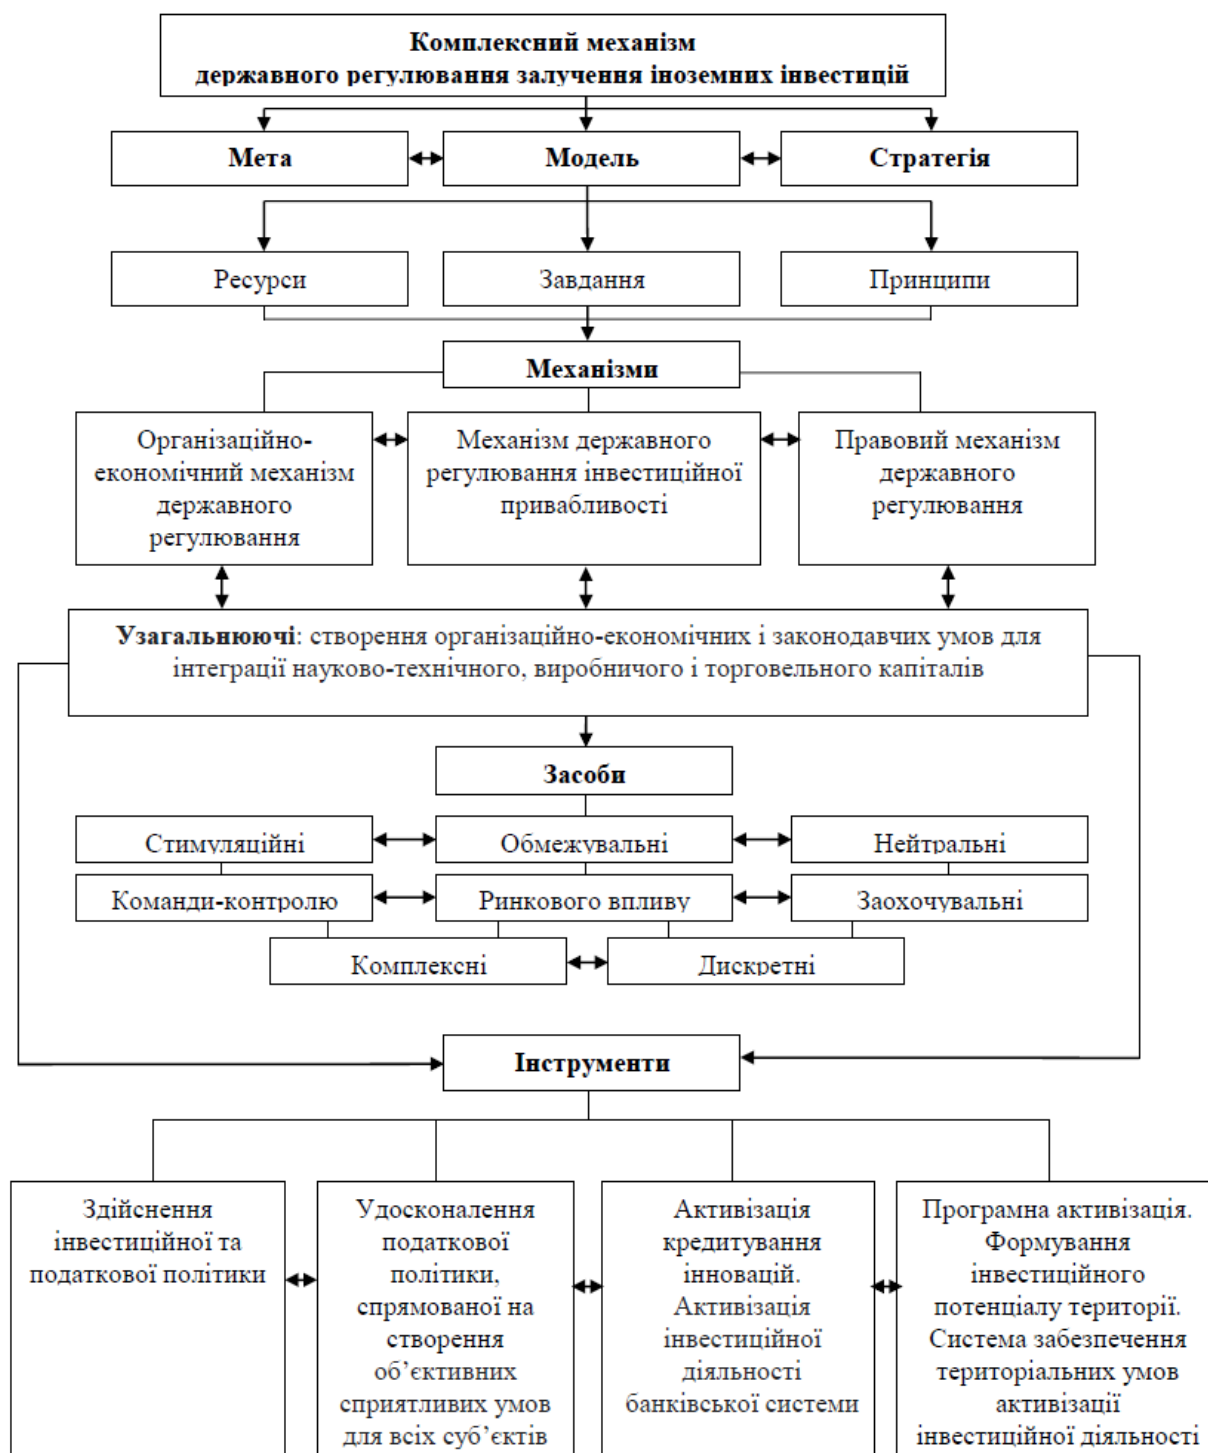 Комплексний механізм
державного регулювання залучення іноземних інвестицій
Мета
Модель
Стратегія
Ресурси
Завдання
Принципи
Механізми
Організаційно-
економічний механізм
державного
регулювання
Механізм державного
регулювання інвестиційної
привабливості
Правовий механізм
державного
регулювання
Узагальнюючі: створення організаційно-економічних і законодавчих умов для
інтеграції науково-технічного, виробничого і торговельного капіталів
Засоби
Стимуляційні
Обмежувальні
Нейтральні
Команди-контролю
Ринкового впливу
Заохочувальні
Комплексні
Дискретні
Інструменти
Здійснення
інвестиційної та
податкової політики
Удосконалення
податкової
політики,
спрямованої на
створення
об’єктивних
сприятливих умов
для всіх суб’єктів
Активізація
кредитування
інновацій.
Активізація
інвестиційної
діяльності
банківської системи
Програмна активізація.
Формування
інвестиційного
потенціалу території.
Система забезпечення
територіальних умов
активізації
інвестиційної діяльності